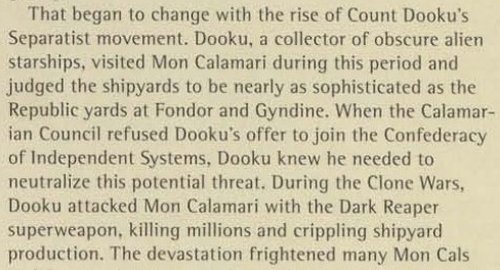 That began to change with the rise of Count Dooku's
Separatist movement. Dooku, a collector of obscure alien
starships, visited Mon Calamari during this period and
judged the shipyards to be nearly as sophisticated as the
Republic yards at Fondor and Gyndine. When the Calamar-
ian Council refused Dooku's offer to join the Confederacy
of Independent Systems, Dooku knew he needed to
neutralize this potential threat. During the Clone Wars,
Dooku attacked Mon Calamari with the Dark Reaper
superweapon, killing millions and crippling shipyard
production. The devastation frightened many Mon Cals